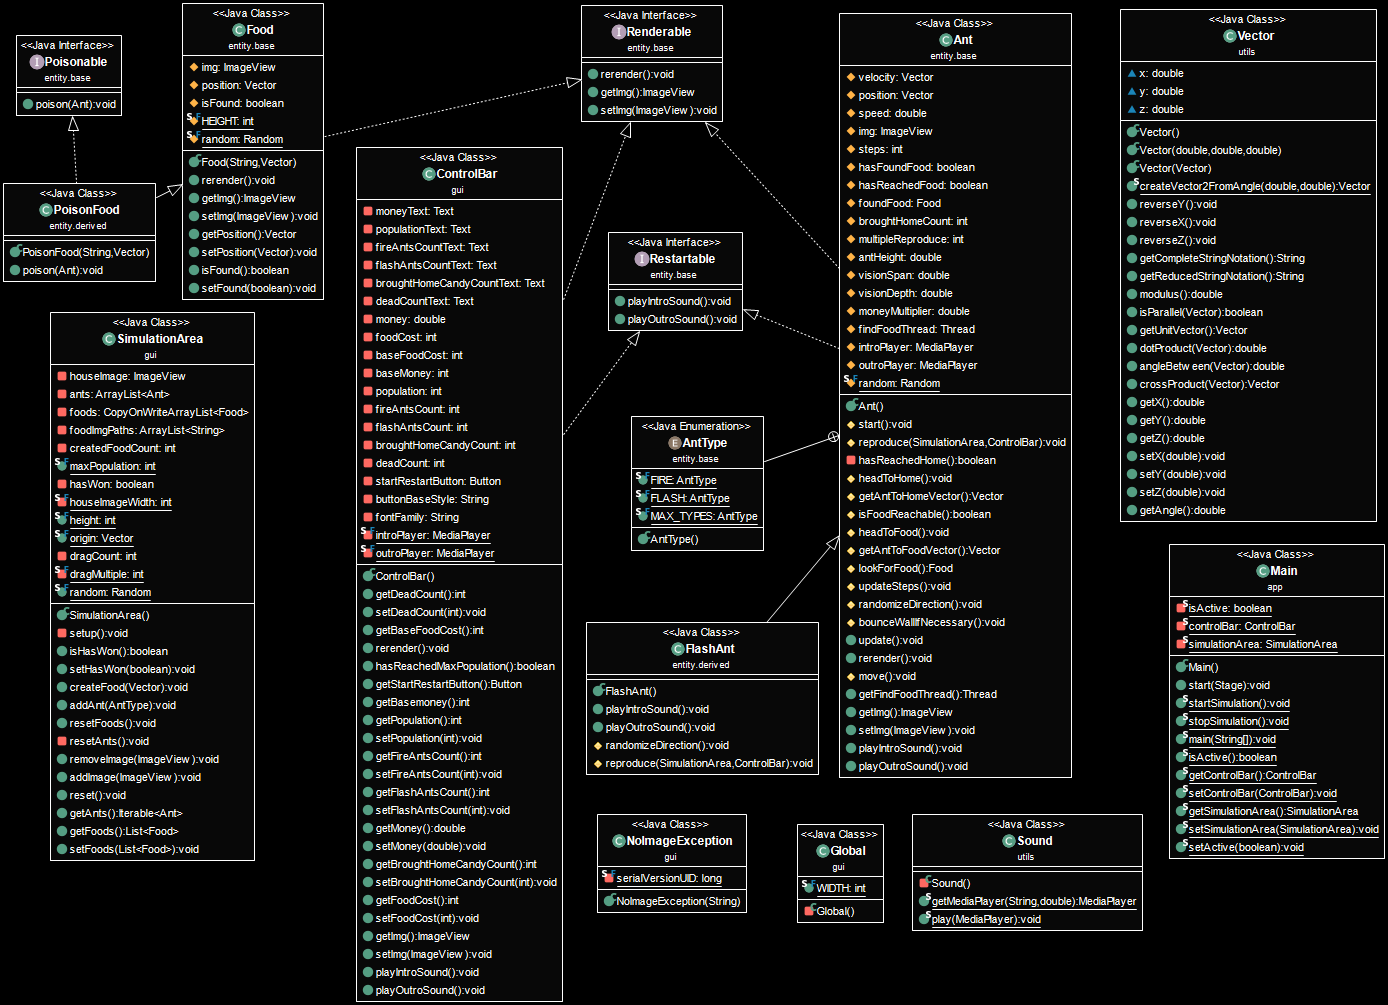 <<Java Interface>>
Poisonable
entity.base
poison(Ant):void
<<Java Class>>
Food
entity.base
img: ImageView
position: Vector
isFound: boolean
HEIGHT: int
random: Random
Food(String,Vector)
rerender():void
getImg():ImageView
setImg(ImageView):void
getPosition():Vector
setPosition(Vector):void
isFound():boolean
setFound(boolean):void
<<Java Class>>
PoisonFood
entity.derived
PoisonFood(String,Vector)
poison(Ant):void
<<Java Class>>
SimulationArea
gui
houseImage: ImageView
ants: ArrayList<Ant>
foods: CopyOnWriteArrayList<Food>
foodImgPaths: ArrayList<String>
createdFoodCount: int
maxPopulation: int
hasWon: boolean
houseImageWidth: int
height: int
origin: Vector
dragCount: int
dragMultiple: int
random: Random
SimulationArea()
setup():void
isHasWon():boolean
setHasWon(boolean):void
createFood(Vector):void
addAnt(AntType):void
resetFoods():void
resetAnts():void
removeImage(ImageView):void
addImage(ImageView):void
reset():void
getAnts():Iterable<Ant>
getFoods():List<Food>
setFoods(List<Food>):void
<<Java Class>>
ControlBar
gui
moneyText: Text
populationText: Text
fireAntsCountText: Text
flashAntsCountText: Text
broughtHomeCandyCountText: Text
deadCountText: Text
money: double
foodCost: int
baseFoodCost: int
baseMoney: int
population: int
fireAntsCount: int
flashAntsCount: int
broughtHomeCandyCount: int
deadCount: int
startRestartButton: Button
buttonBaseStyle: String
fontFamily: String
introPlayer: MediaPlayer
outroPlayer: MediaPlayer
ControlBar()
getDeadCount():int
setDeadCount(int):void
getBaseFoodCost():int
rerender():void
hasReachedMaxPopulation():boolean
getStartRestartButton():Button
getBasemoney():int
getPopulation():int
setPopulation(int):void
getFireAntsCount():int
setFireAntsCount(int):void
getFlashAntsCount():int
setFlashAntsCount(int):void
getMoney():double
setMoney(double):void
getBroughtHomeCandyCount():int
setBroughtHomeCandyCount(int):void
getFoodCost():int
setFoodCost(int):void
getImg():ImageView
setImg(ImageView):void
playIntroSound():void
playOutroSound():void
<<Java Interface>>
Renderable
entity.base
rerender():void
getImg():ImageView
setImg(ImageView):void
<<Java Interface>>
Restartable
entity.base
playIntroSound():void
playOutroSound():void
<<Java Enumeration>>
AntType
entity.base
FIRE: AntType
FLASH: AntType
MAX_TYPES: AntType
AntType()
<<Java Class>>
FlashAnt
entity.derived
FlashAnt()
playIntroSound():void
playOutroSound():void
randomizeDirection():void
reproduce(SimulationArea,ControlBar):void
<<Java Class>>
NoImageException
gui
serialVersionUID: long
NoImageException(String)
<<Java Class>>
Ant
entity.base
velocity: Vector
position: Vector
speed: double
img: ImageView
steps: int
hasFoundFood: boolean
hasReachedFood: boolean
foundFood: Food
broughtHomeCount: int
multipleReproduce: int
antHeight: double
visionSpan: double
visionDepth: double
moneyMultiplier: double
findFoodThread: Thread
introPlayer: MediaPlayer
outroPlayer: MediaPlayer
random: Random
Ant()
start():void
reproduce(SimulationArea,ControlBar):void
hasReachedHome():boolean
headToHome():void
getAntToHomeVector():Vector
isFoodReachable():boolean
headToFood():void
getAntToFoodVector():Vector
lookForFood():Food
updateSteps():void
randomizeDirection():void
bounceWallIfNecessary():void
update():void
rerender():void
move():void
getFindFoodThread():Thread
getImg():ImageView
setImg(ImageView):void
playIntroSound():void
playOutroSound():void
<<Java Class>>
Global
gui
WIDTH: int
Global()
<<Java Class>>
Sound
utils
Sound()
getMediaPlayer(String,double):MediaPlayer
play(MediaPlayer):void
<<Java Class>>
Vector
utils
x: double
y: double
z: double
Vector()
Vector(double,double,double)
Vector(Vector)
createVector2FromAngle(double,double):Vector
reverseY():void
reverseX():void
reverseZ():void
getCompleteStringNotation():String
getReducedStringNotation():String
modulus():double
isParallel(Vector):boolean
getUnitVector():Vector
dotProduct(Vector):double
angleBetween(Vector):double
crossProduct(Vector):Vector
getX():double
getY():double
getZ():double
setX(double):void
setY(double):void
setZ(double):void
getAngle():double
<<Java Class>>
Main
app
isActive: boolean
controlBar: ControlBar
simulationArea: SimulationArea
Main()
start(Stage):void
startSimulation():void
stopSimulation():void
main(String[]):void
isActive():boolean
getControlBar():ControlBar
setControlBar(ControlBar):void
getSimulationArea():SimulationArea
setSimulationArea(SimulationArea):void
setActive(boolean):void